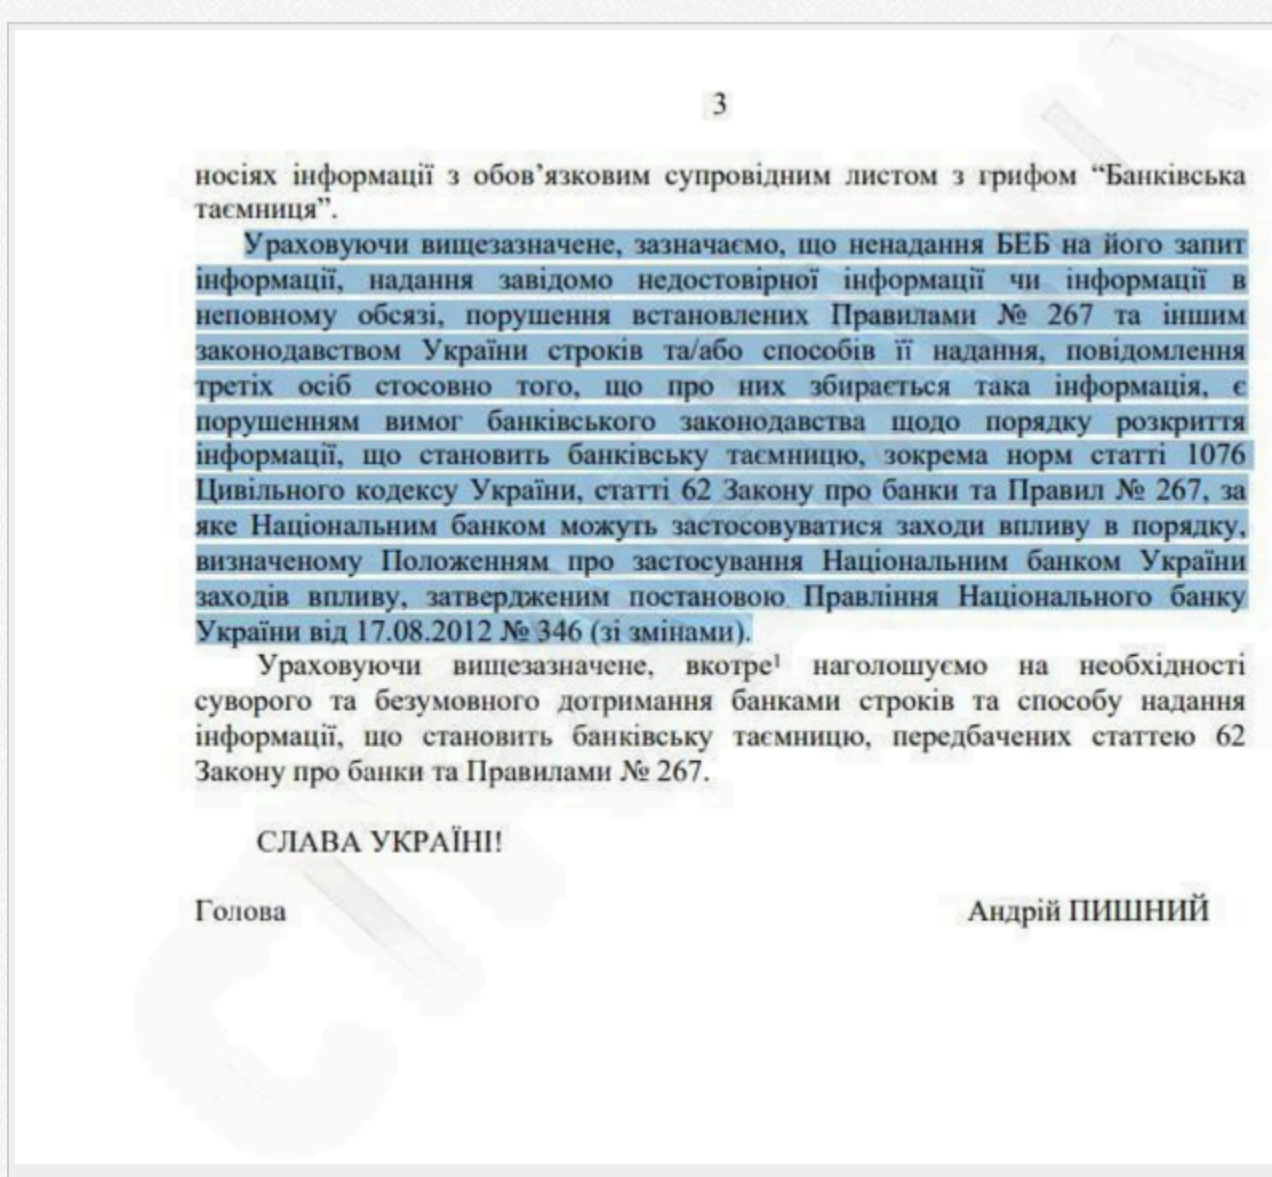 3
носіях інформації з обов’язковим супровідним листом з грифом “Банківська
таємниця”.
Ураховуючи вищезазначене, зазначаємо, що ненадання БЕБ на його запит
інформації, надання завідомо недостовірної інформації чи інформації в
неповному обсязі, порушення встановлених Правилами № 267 та іншим
законодавством України строків та/або способів її надання, повідомлення
третіх осіб стосовно того, що про них збирається така інформація, є
порушенням вимог банківського законодавства щодо порядку розкриття
інформації, що становить банківську таємницю, зокрема норм статті 1076
Цивільного кодексу України, статті 62 Закону про банки та Правил № 267, за
яке Національним банком можуть застосовуватися заходи впливу в порядку,
визначеному Положенням про застосування Національним банком України
заходів впливу, затвердженим постановою Правління Національного банку
України від 17.08.2012 № 346 (зі змінами).
Ураховуючи вищезазначене, вкотре¹ наголошуємо на необхідності
суворого та безумовного дотримання банками строків та способу надання
інформації, що становить банківську таємницю, передбачених статтею 62
Закону про банки та Правилами № 267.
СЛАВА УКРАЇНІ!
Голова Андрій ПИШНИЙ